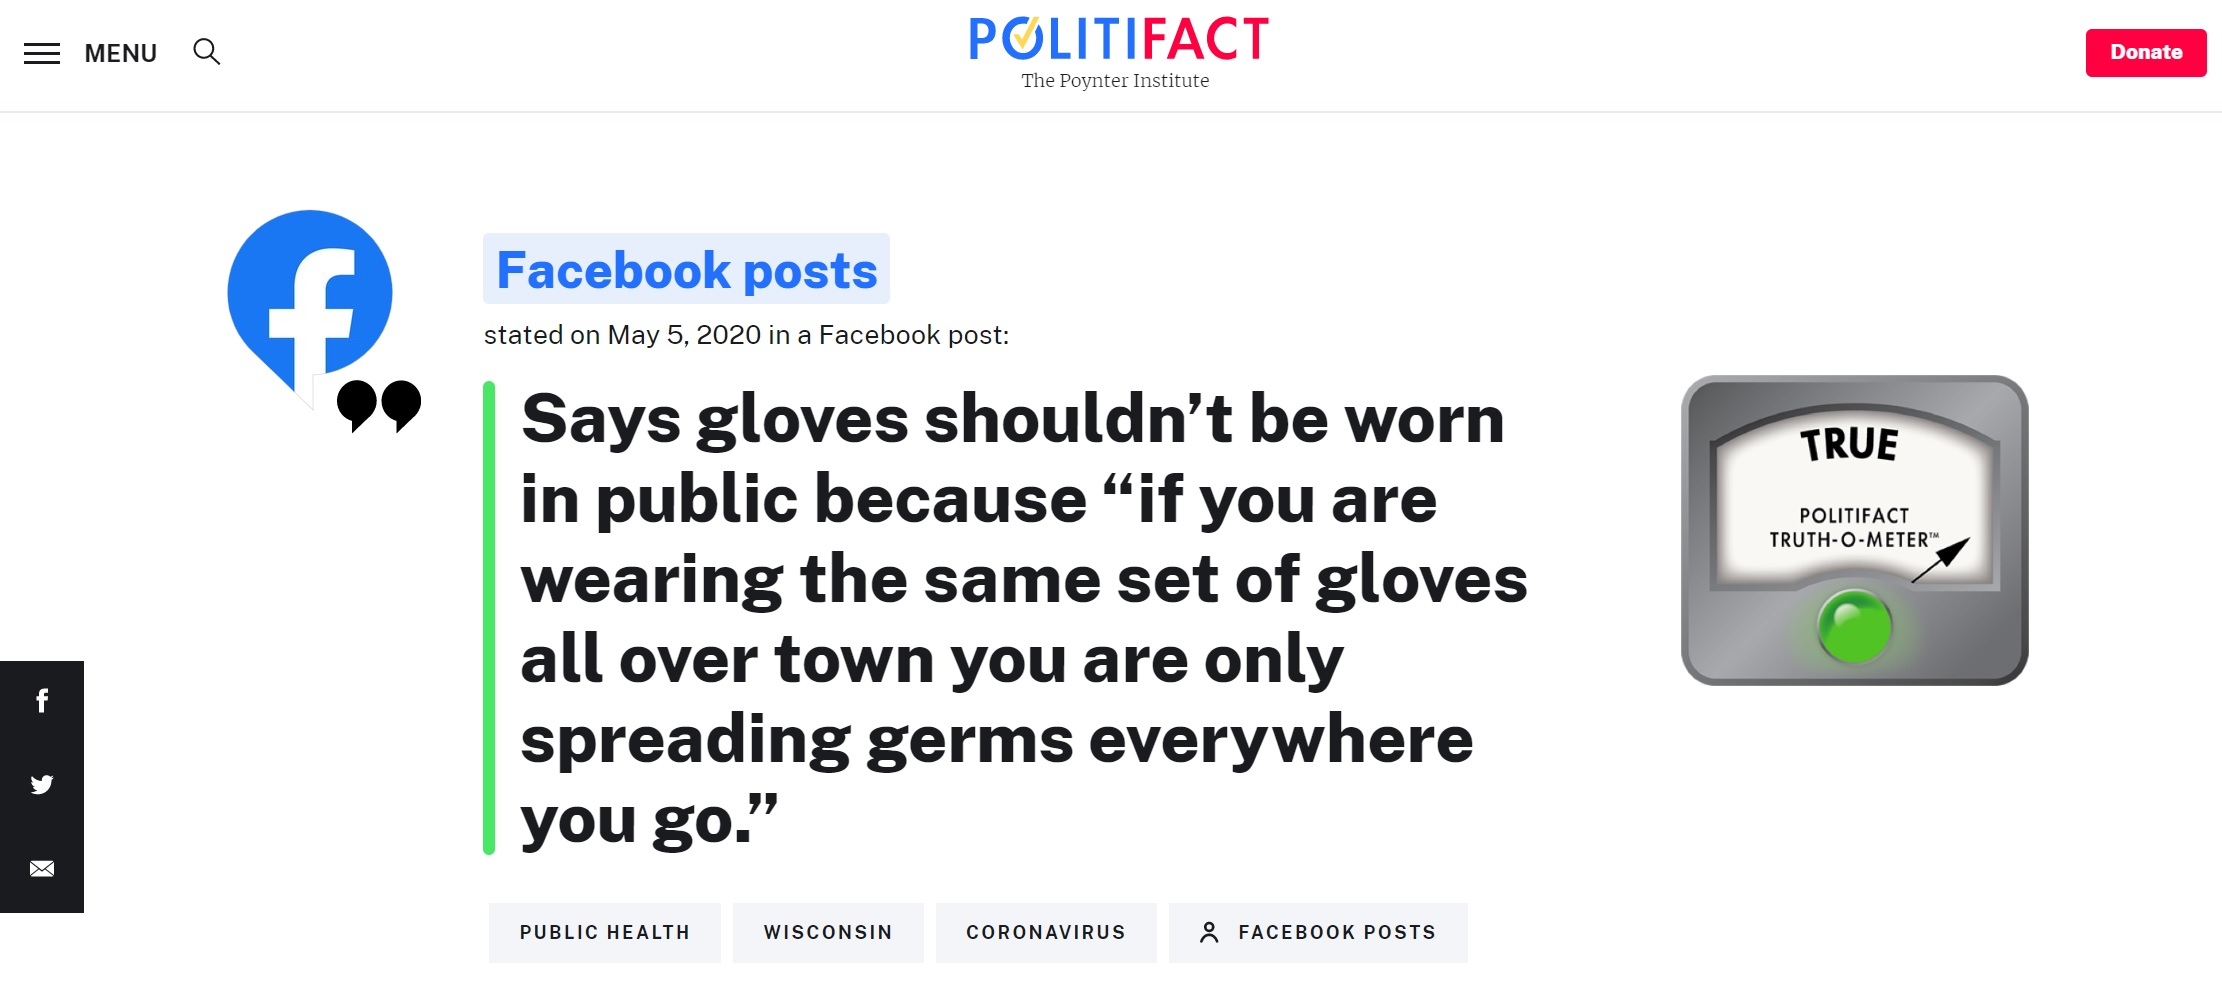 MENU
POLITIFACT
The Poynter Institute
Donate
Facebook posts
stated on May 5, 2020 in a Facebook post:
Says gloves shouldn’t be worn
in public because “if you are
wearing the same set of gloves
all over town you are only
spreading germs everywhere
you go.”
TRUE
POLITIFACT
TRUTH-O-METER™
PUBLIC HEALTH
WISCONSIN
CORONAVIRUS
FACEBOOK POSTS